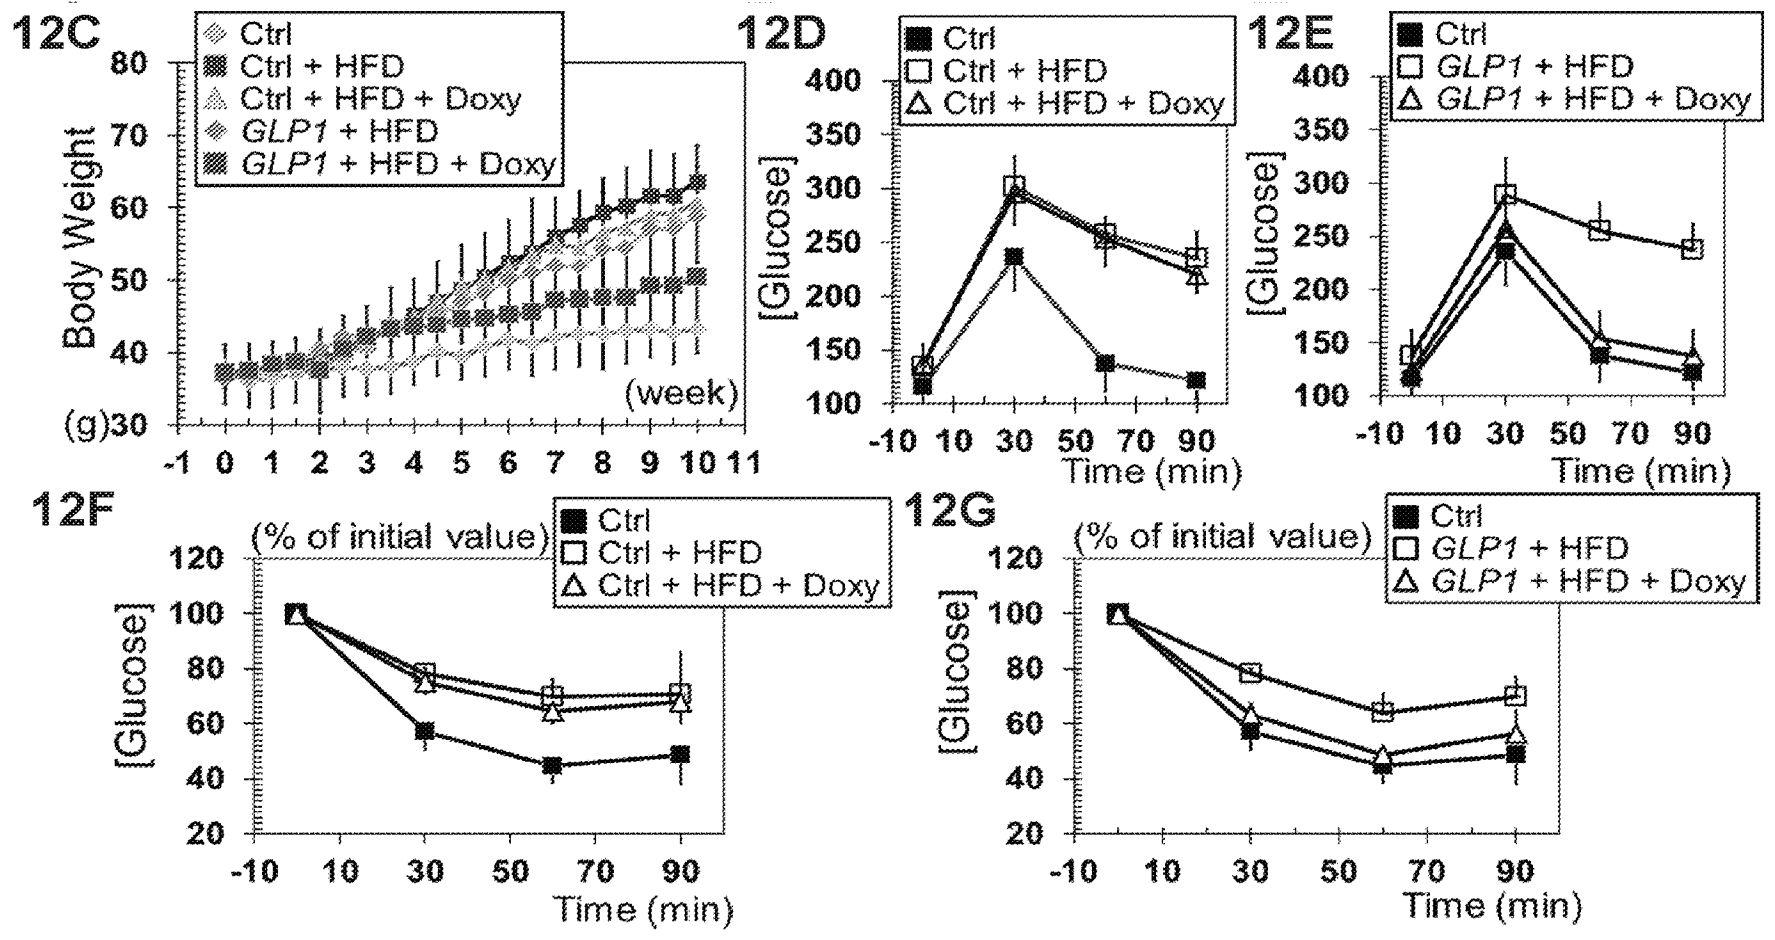 12C
Ctrl
Ctrl + HFD
Ctrl + HFD + Doxy
GLP1 + HFD
GLP1 + HFD + Doxy
80
70
60
50
40
30
Body Weight
(g)
(week)
-1 0 1 2 3 4 5 6 7 8 9 10 11
12D
Ctrl
Ctrl + HFD
Ctrl + HFD + Doxy
400
350
300
250
200
150
100
[Glucose]
-10 10 30 50 70 90
Time (min)
12E
Ctrl
GLP1 + HFD
GLP1 + HFD + Doxy
400
350
300
250
200
150
100
[Glucose]
-10 10 30 50 70 90
Time (min)
12F
(% of initial value)
Ctrl
Ctrl + HFD
Ctrl + HFD + Doxy
120
100
80
60
40
20
[Glucose]
-10 10 30 50 70 90
Time (min)
12G
(% of initial value)
Ctrl
GLP1 + HFD
GLP1 + HFD + Doxy
120
100
80
60
40
20
[Glucose]
-10 10 30 50 70 90
Time (min)